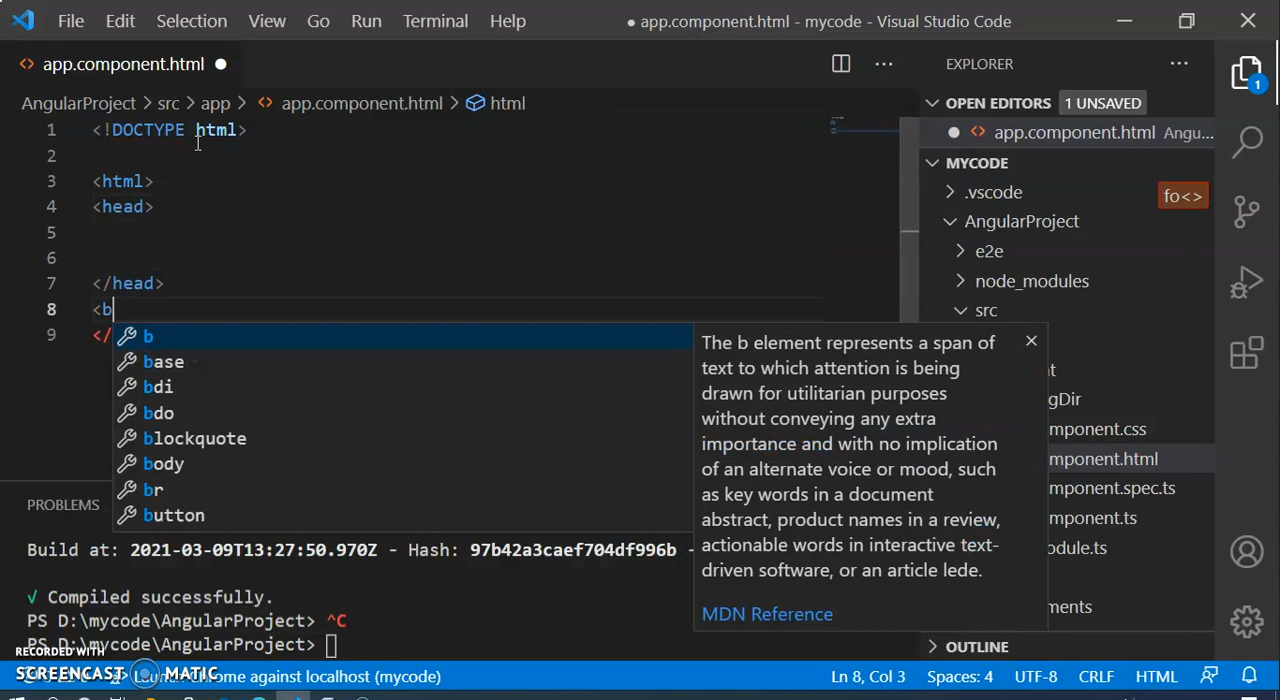 File Edit Selection View Go Run Terminal Help ● app.component.html - mycode - Visual Studio Code
app.component.html ●
EXPLORER
AngularProject > src > app > app.component.html > html
OPEN EDITORS 1 UNSAVED
1
1 <!DOCTYPE html>
● app.component.html Angu...
2
MYCODE
3 <html>
.vscode
fo<>
4 <head>
AngularProject
5
e2e
6
node_modules
7 </head>
src
8 <b
9 </
b
base
bdi
bdo
blockquote
body
br
button
The b element represents a span of
text to which attention is being
drawn for utilitarian purposes
without conveying any extra
importance and with no implication
of an alternate voice or mood, such
as key words in a document
abstract, product names in a review,
actionable words in interactive text-
driven software, or an article lede.
MDN Reference
nt
ngDir
mponent.css
mponent.html
mponent.spec.ts
mponent.ts
odule.ts
ments
OUTLINE
PROBLEMS
Build at: 2021-03-09T13:27:50.970Z - Hash: 97b42a3caef704df996b -
√ Compiled successfully.
PS D:\mycode\AngularProject> ^C
PS D:\mycode\AngularProject>
RECORDED WITH
SCREENCAST MATIC
Launch Chrome against localhost (mycode)
Ln 8, Col 3 Spaces: 4 UTF-8 CRLF HTML